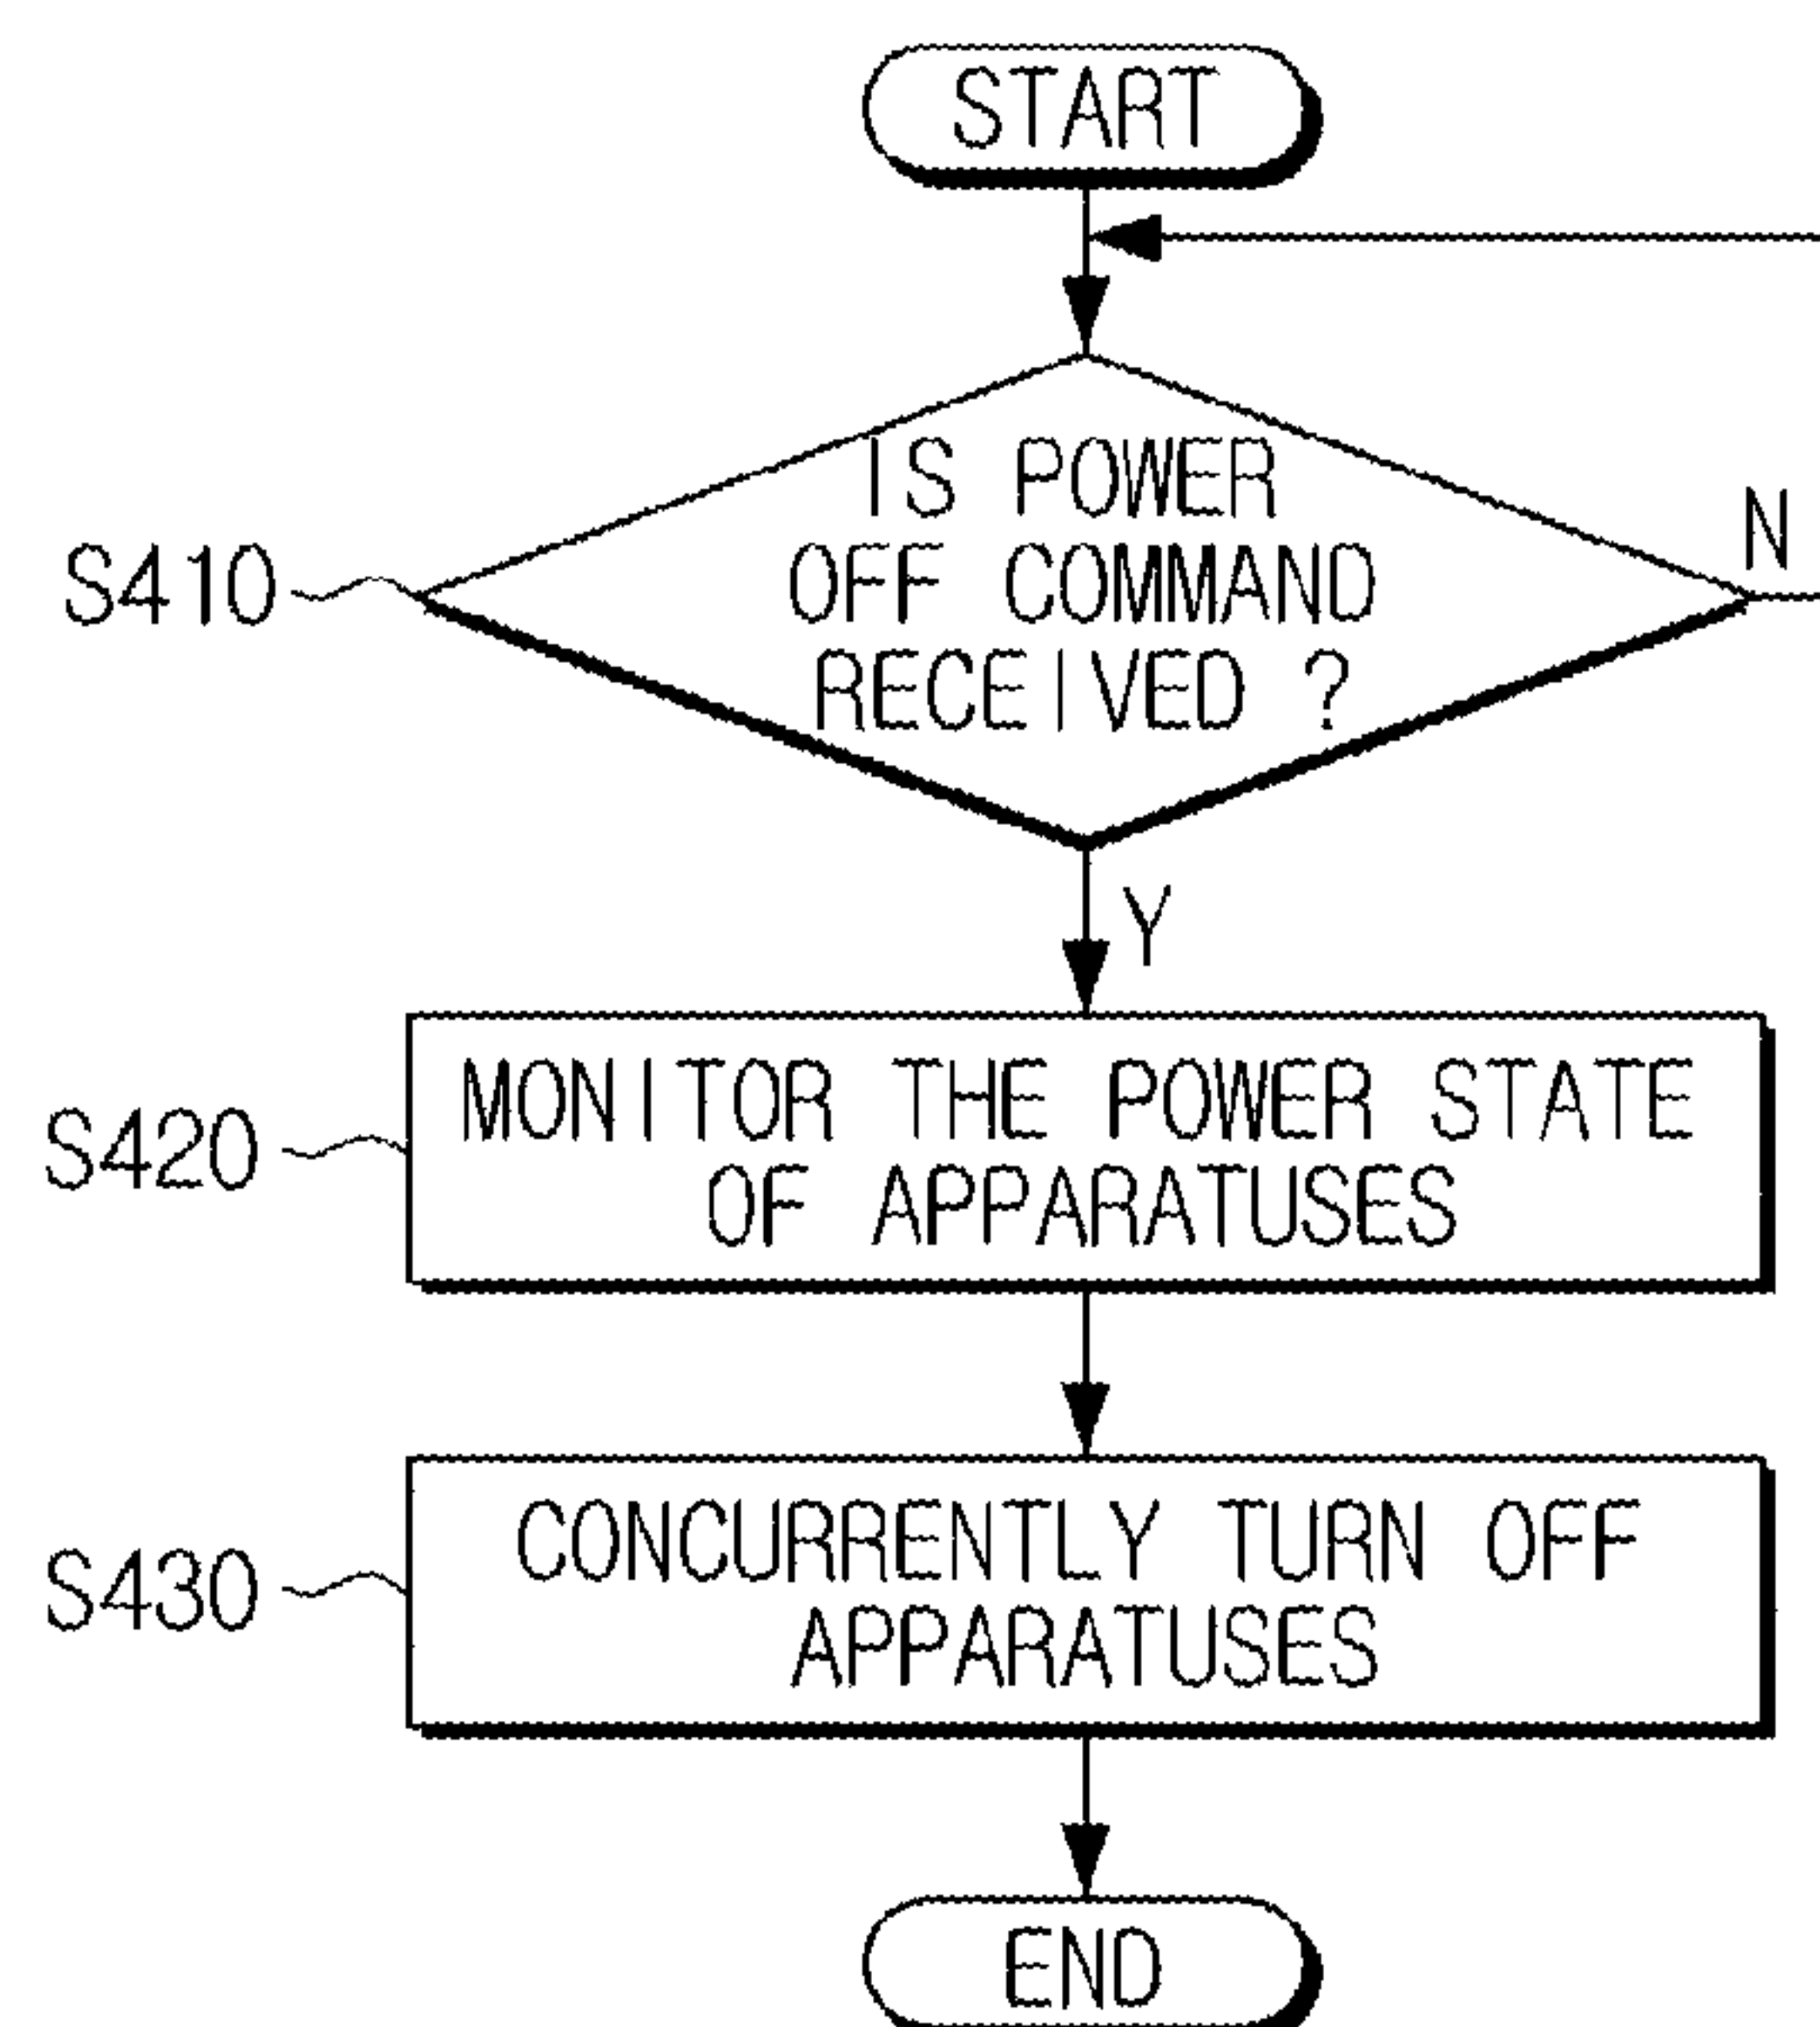 START
IS POWER
OFF COMMAND
RECEIVED ?
N
S410
Y
MONITOR THE POWER STATE
OF APPARATUSES
S420
CONCURRENTLY TURN OFF
APPARATUSES
S430
END